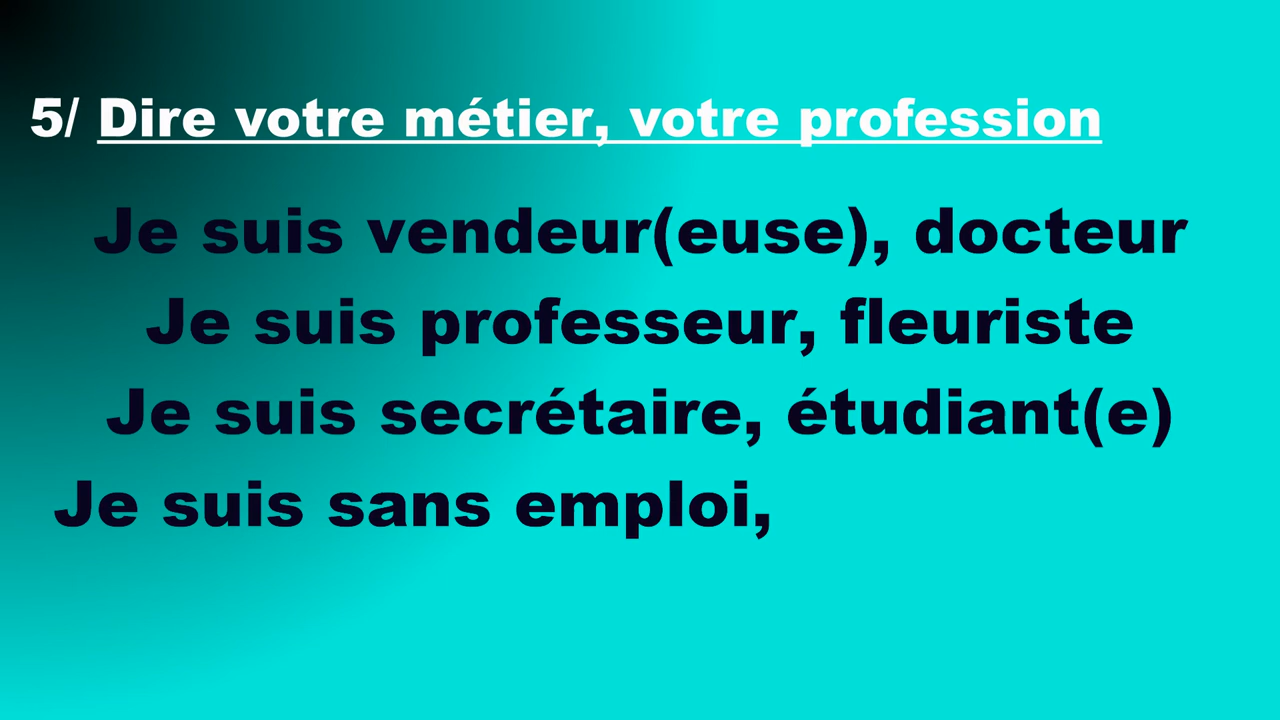 5/ Dire votre métier, votre profession
Je suis vendeur(euse), docteur
Je suis professeur, fleuriste
Je suis secrétaire, étudiant(e)
Je suis sans emploi,